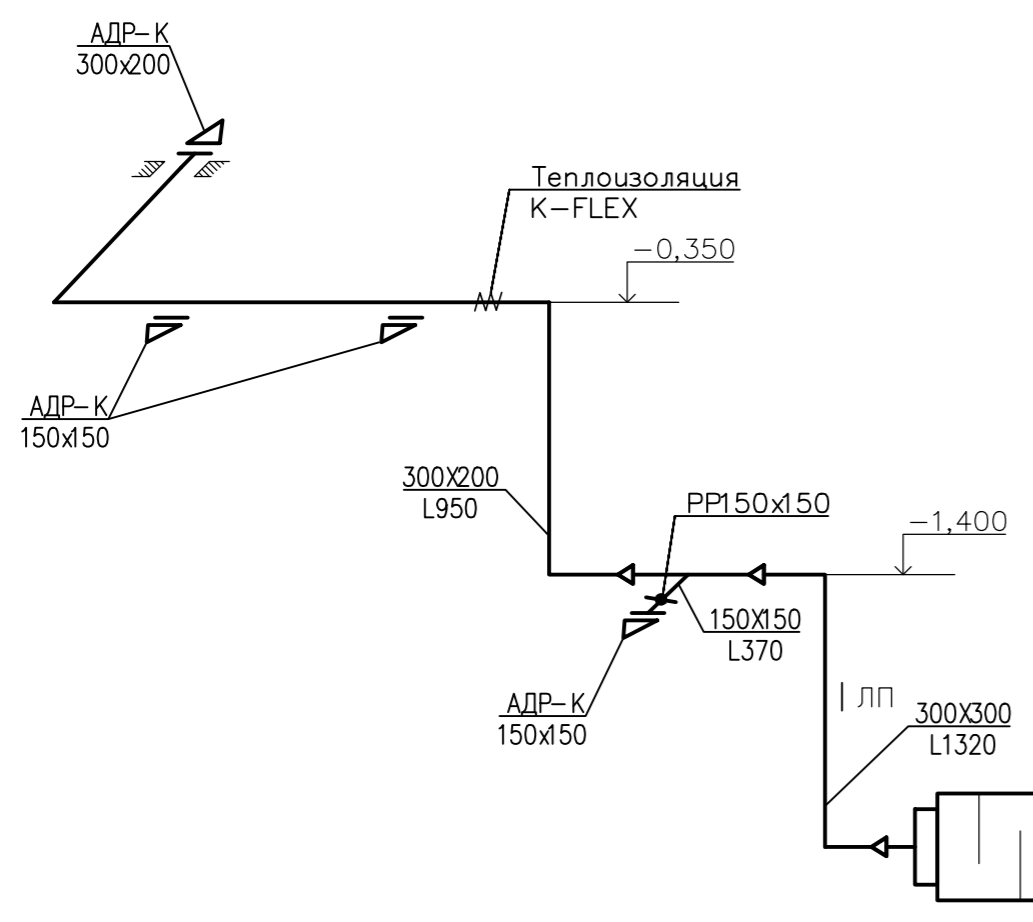 АДР-К
300x200
Теплоизоляция
K-FLEX
-0,350
АДР-К
150x150
300X200
L950
РР150x150
-1,400
150X150
L370
АДР-К
150x150
ЛП
300X300
L1320